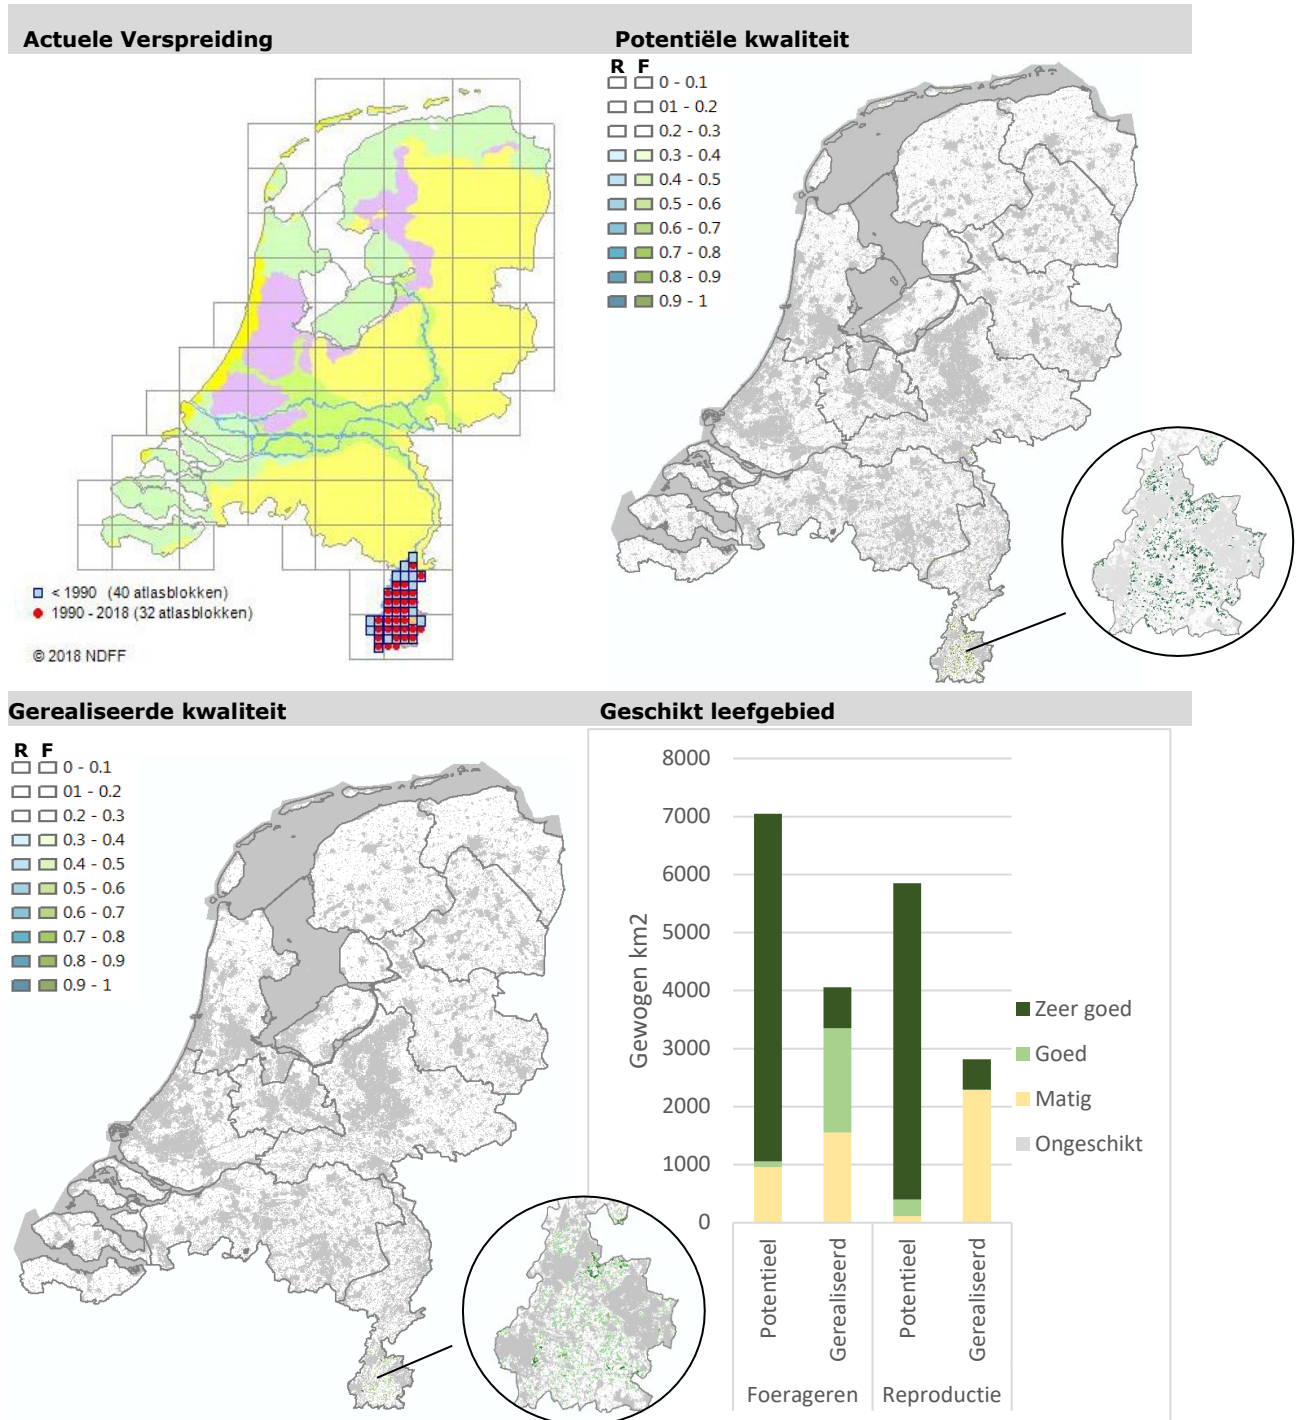 Actuele Verspreiding
Potentiële kwaliteit
R F
0 - 0.1
01 - 0.2
0.2 - 0.3
0.3 - 0.4
0.4 - 0.5
0.5 - 0.6
0.6 - 0.7
0.7 - 0.8
0.8 - 0.9
0.9 - 1
< 1990 (40 atlasblokken)
1990 - 2018 (32 atlasblokken)
© 2018 NDFF
Gerealiseerde kwaliteit
Geschikt leefgebied
R F
0 - 0.1
01 - 0.2
0.2 - 0.3
0.3 - 0.4
0.4 - 0.5
0.5 - 0.6
0.6 - 0.7
0.7 - 0.8
0.8 - 0.9
0.9 - 1
Gewogen km2
8000
7000
6000
5000
4000
3000
2000
1000
0
Zeer goed
Goed
Matig
Ongeschikt
Potentieel
Gerealiseerd
Potentieel
Gerealiseerd
Foerageren
Reproductie